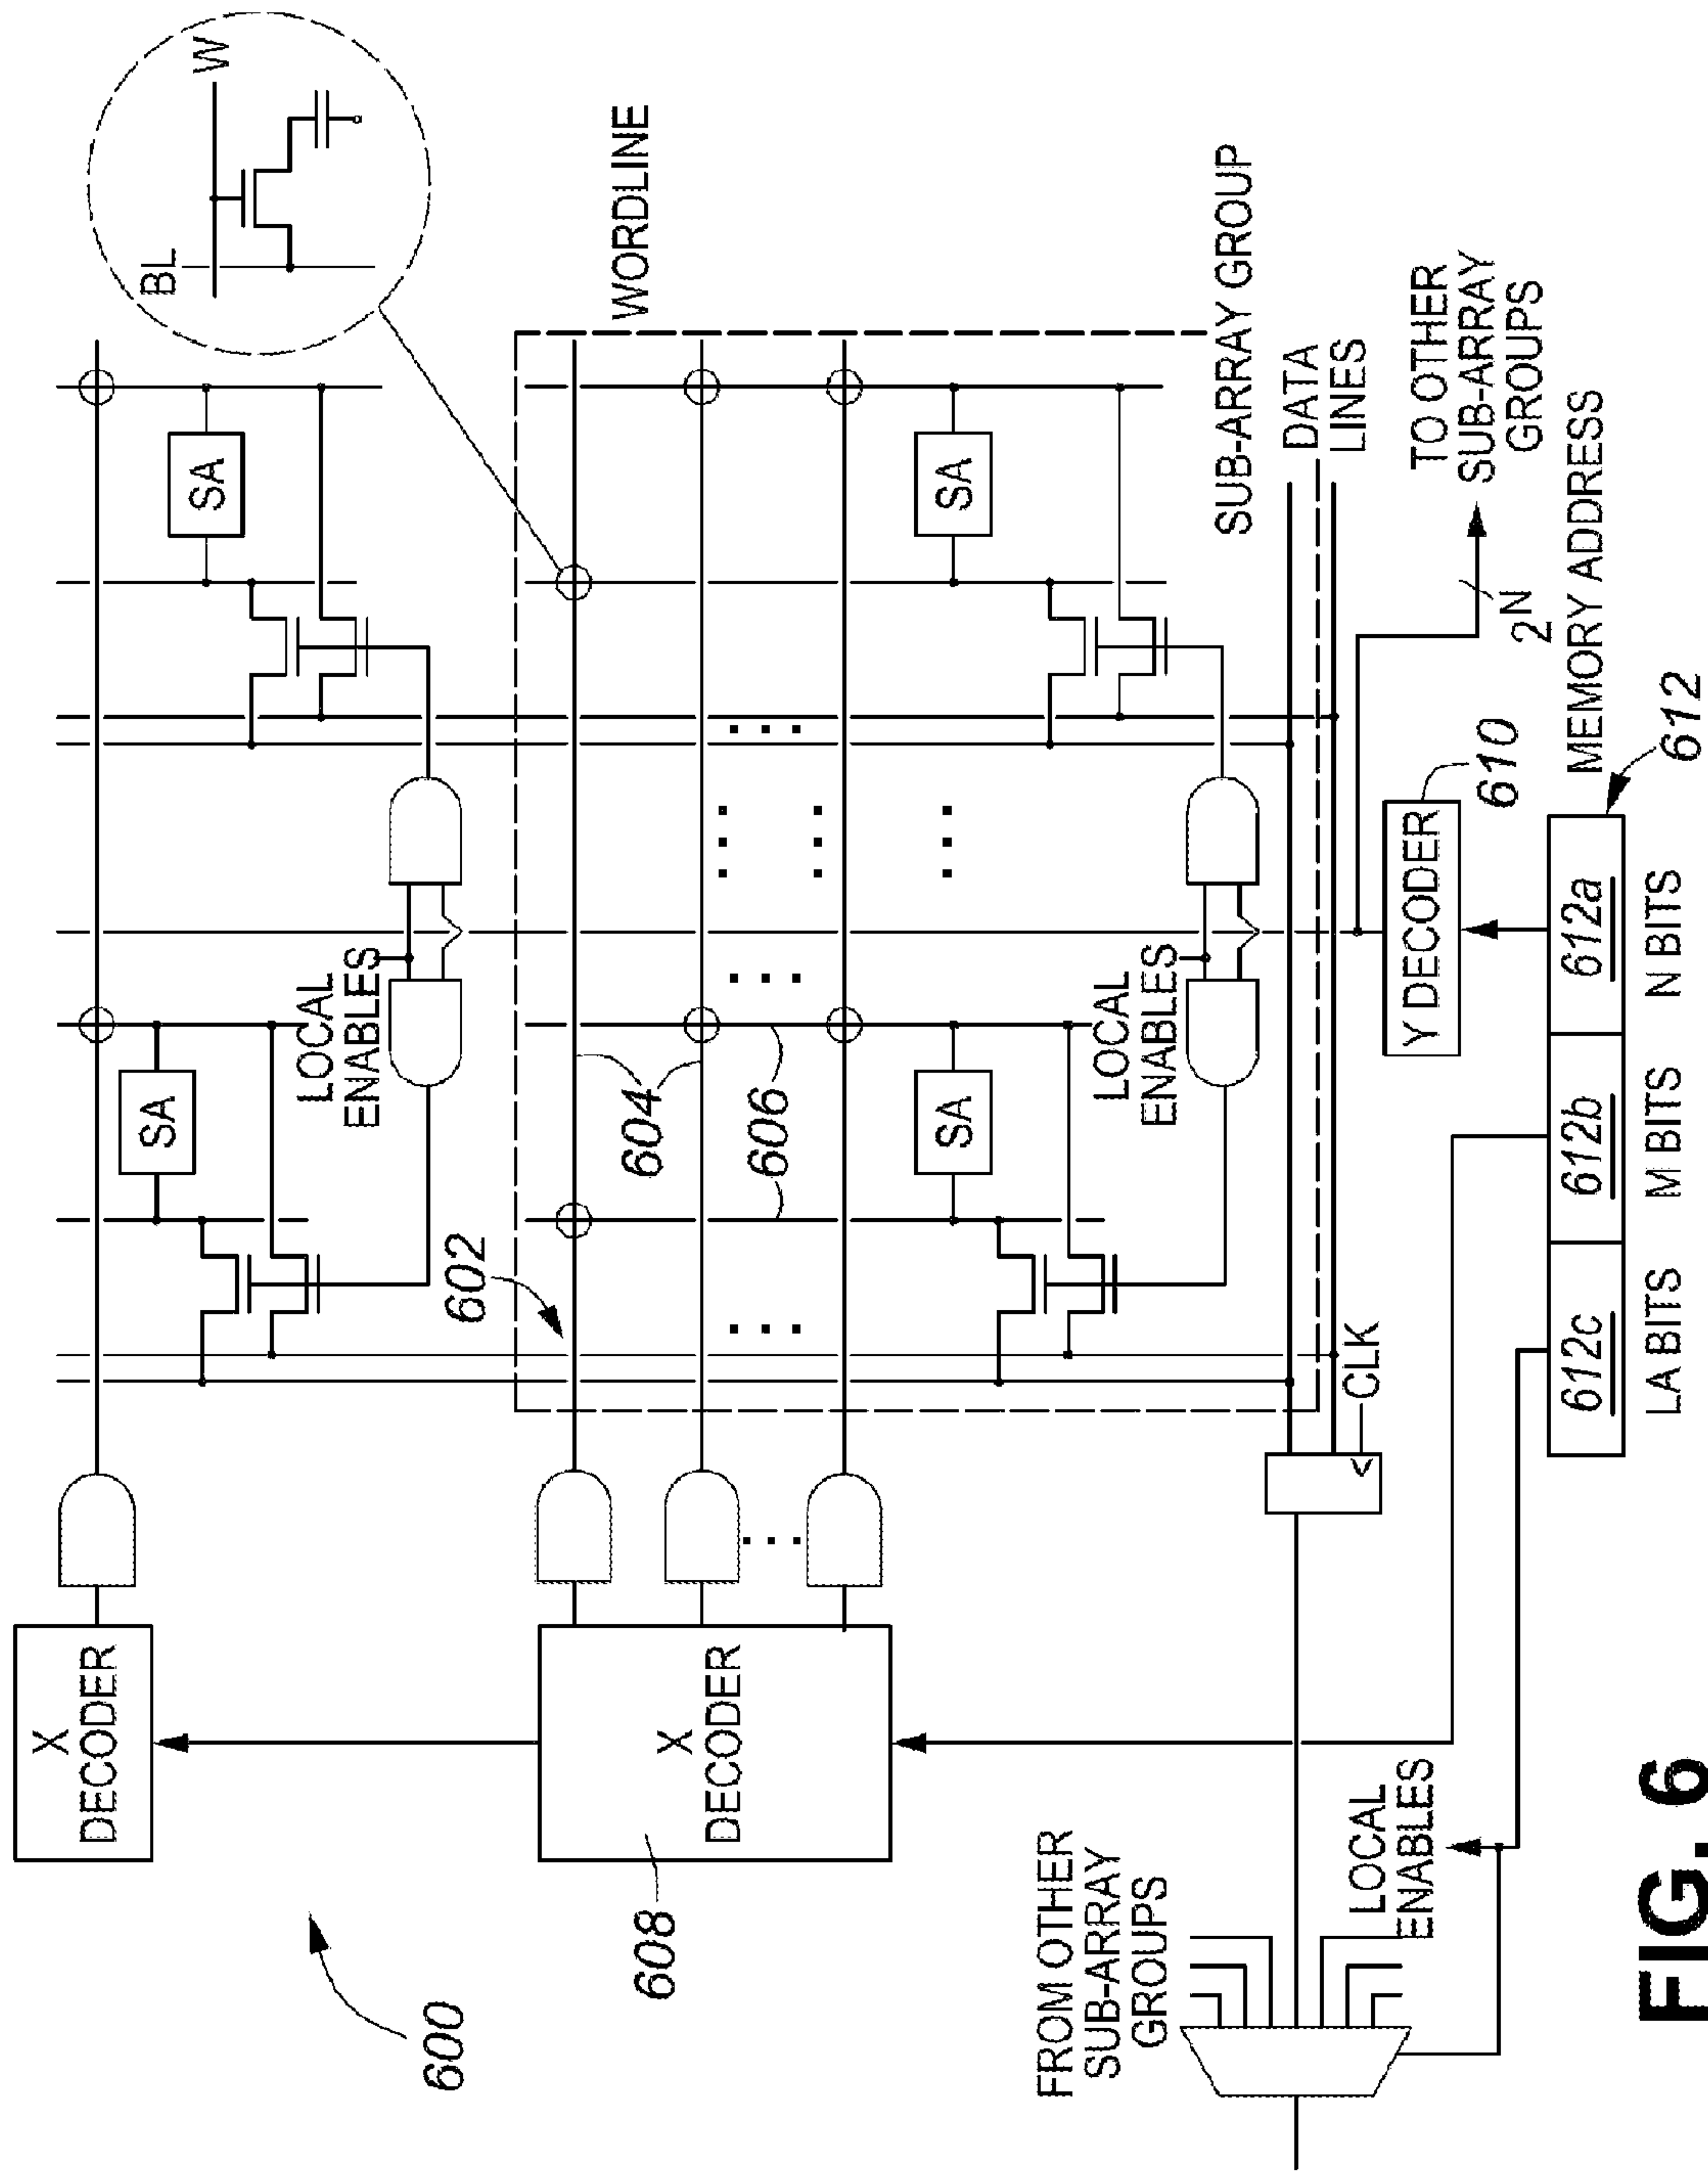 X
DECODER
X
DECODER
608
600
FROM OTHER
SUB-ARRAY
GROUPS
LOCAL
ENABLES
602
SA
SA
LOCAL
ENABLES
604
606
SA
SA
LOCAL
ENABLES
BL
W
WORDLINE
SUB-ARRAY GROUP
DATA
LINES
CLK
TO OTHER
SUB-ARRAY
GROUPS
2N
Y DECODER
610
MEMORY ADDRESS
612
612c
612b
612a
LA BITS
M BITS
N BITS
FIG. 6